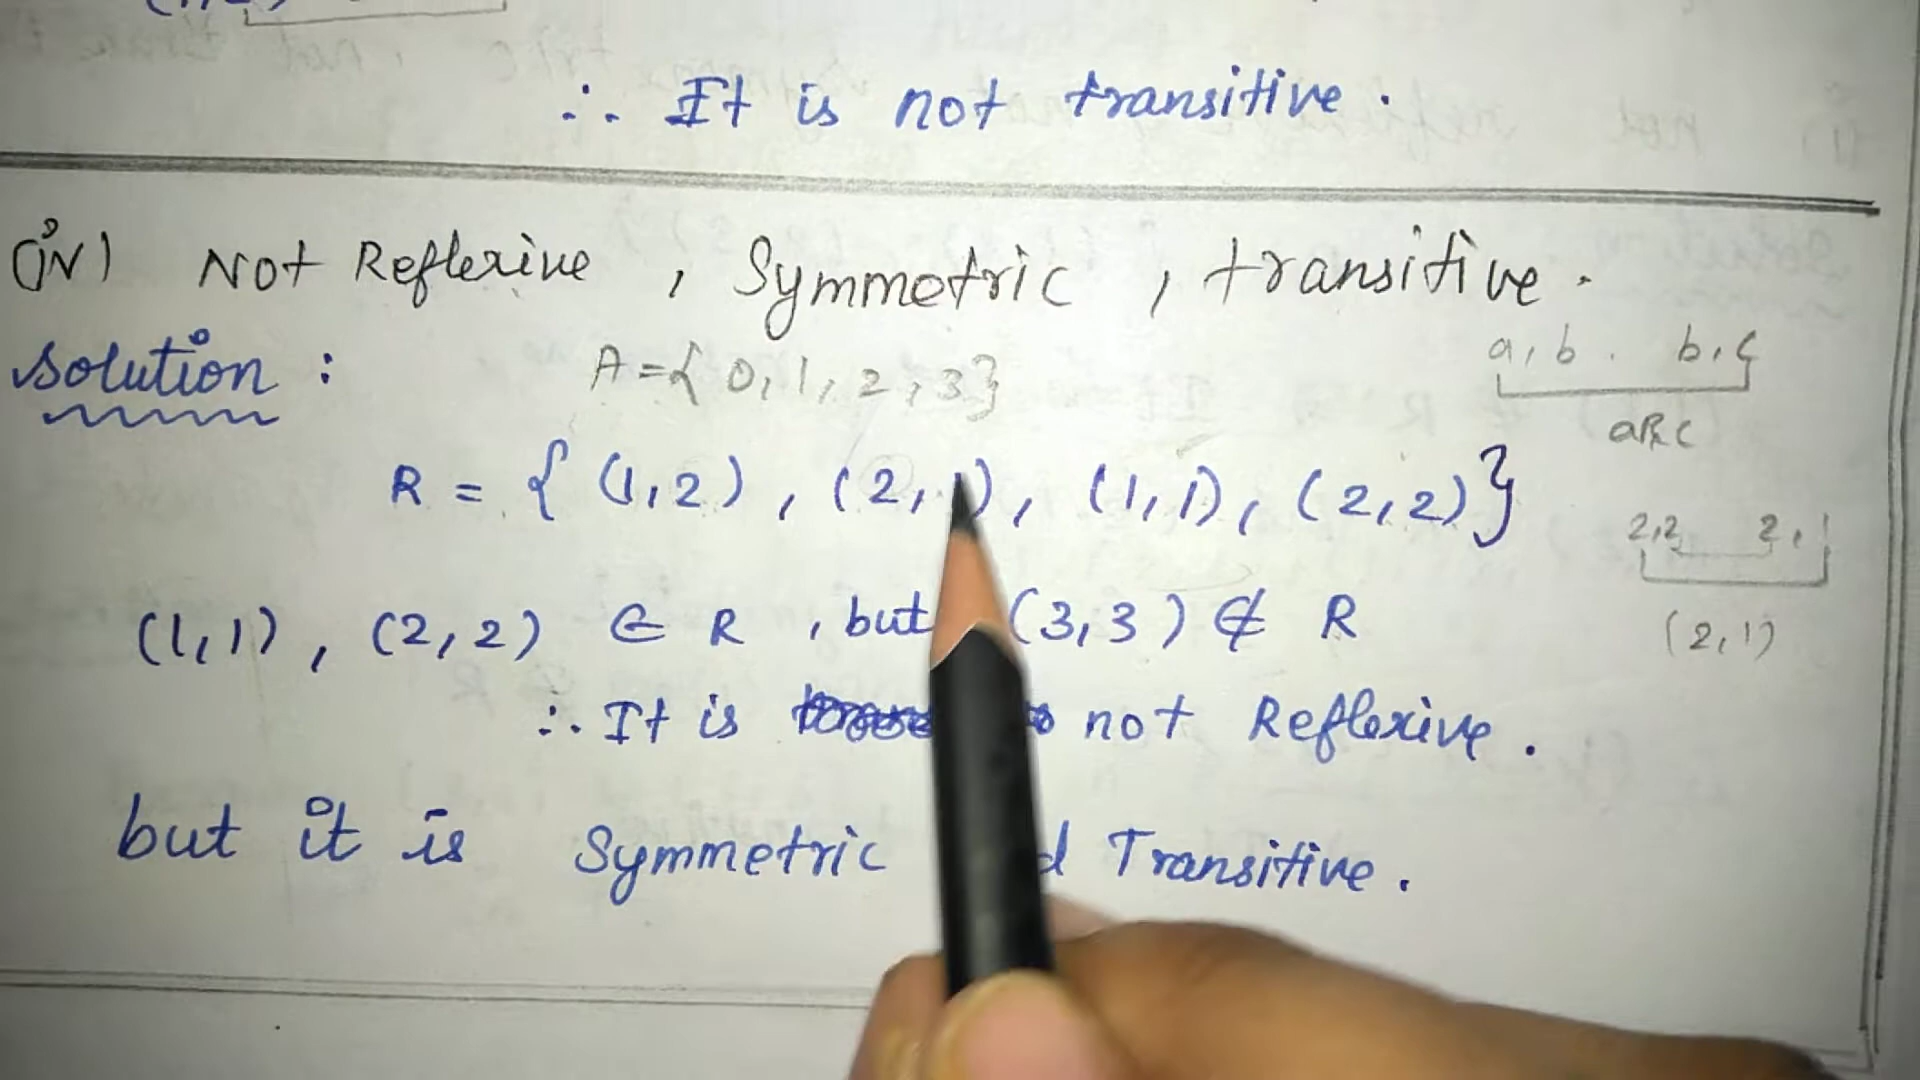 ∴ It is not transitive.
(iv) Not Reflexive, Symmetric, transitive.
Solution :
A={0,1,2,3}
a,b . b,c
aRc
R = { (1,2), (2,1), (1,1), (2,2)}
2,2 2,1
(2,1)
(1,1), (2,2) ∈ R, but (3,3) ∉ R
∴ It is not Reflexive.
but it is Symmetric d Transitive.